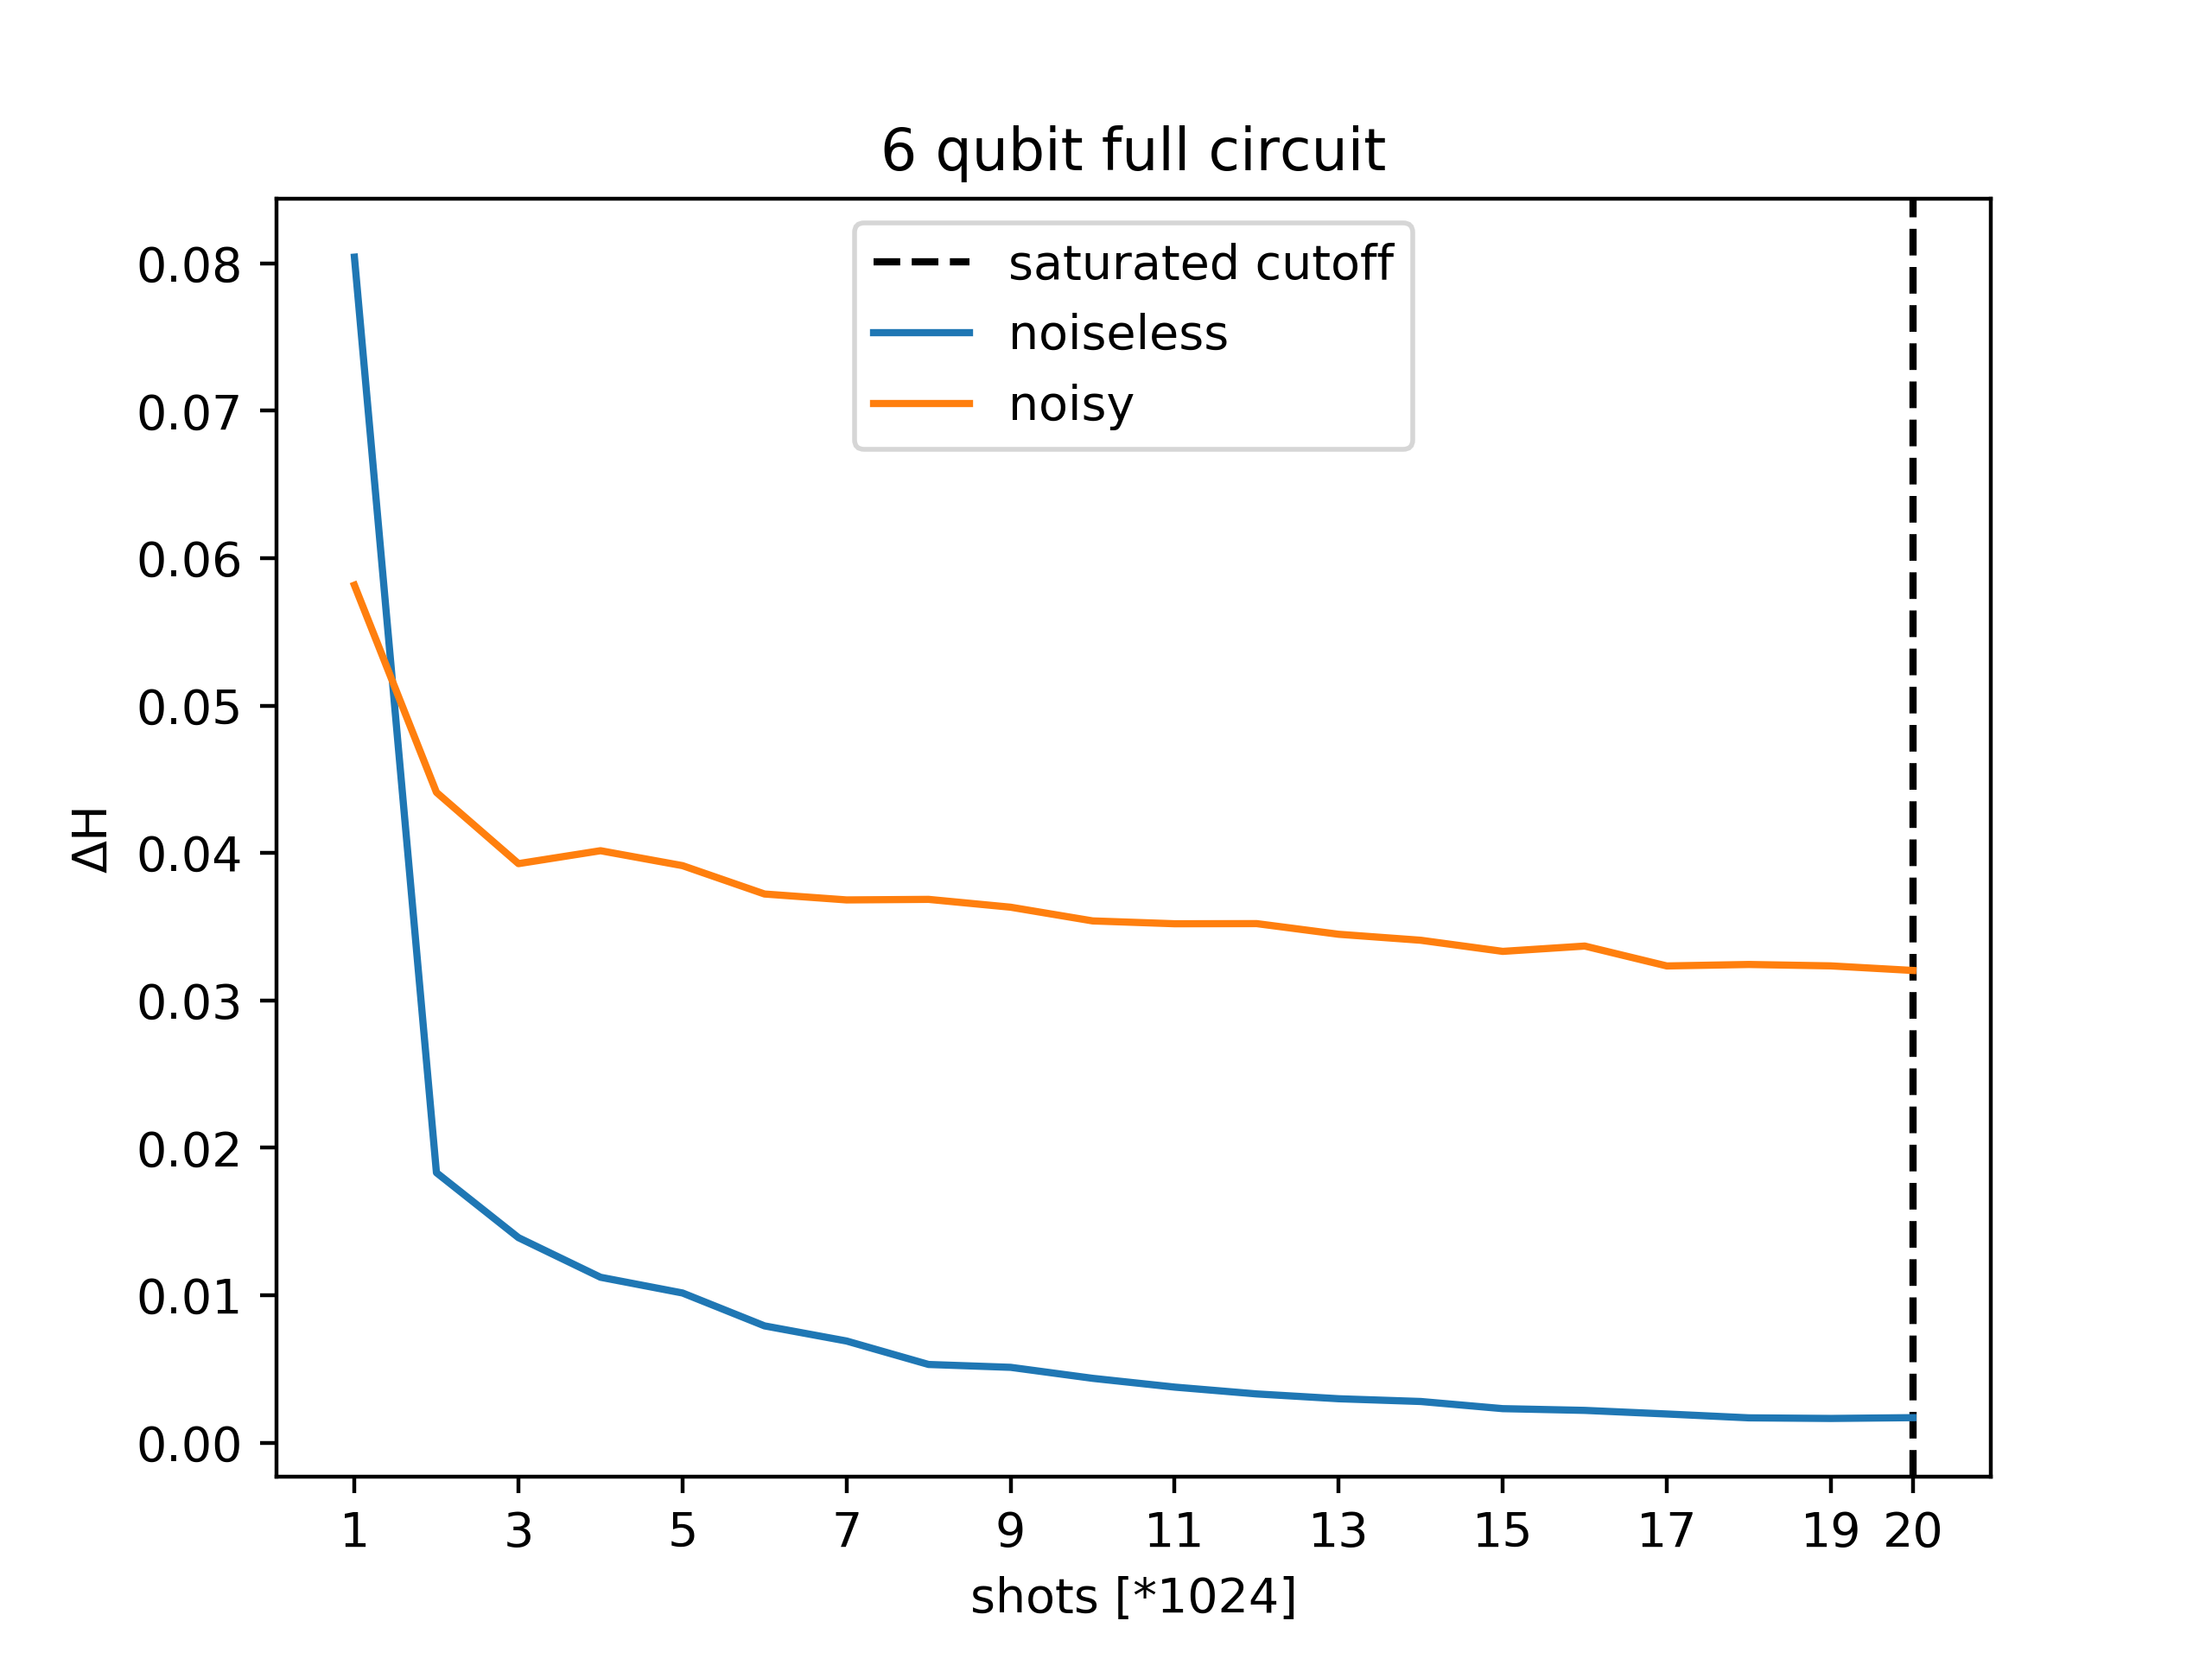 6 qubit full circuit
saturated cutoff
noiseless
noisy
0.08
0.07
0.06
0.05
0.04
0.03
0.02
0.01
0.00
ΔH
1 3 5 7 9 11 13 15 17 19 20
shots [*1024]